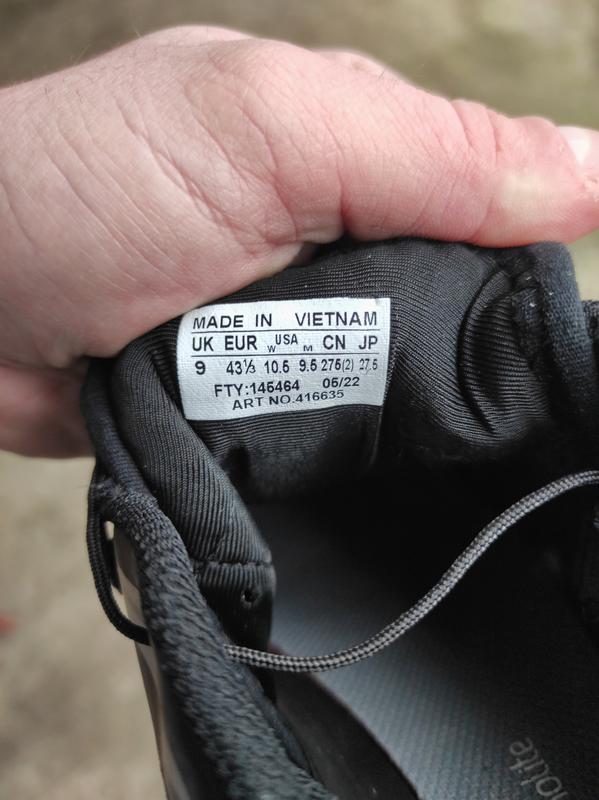 MADE IN VIETNAM
UK EUR W USA M CN JP
9 43⅓ 10.5 9.5 275(2) 27.5
FTY:145464 05/22
ART NO.416635